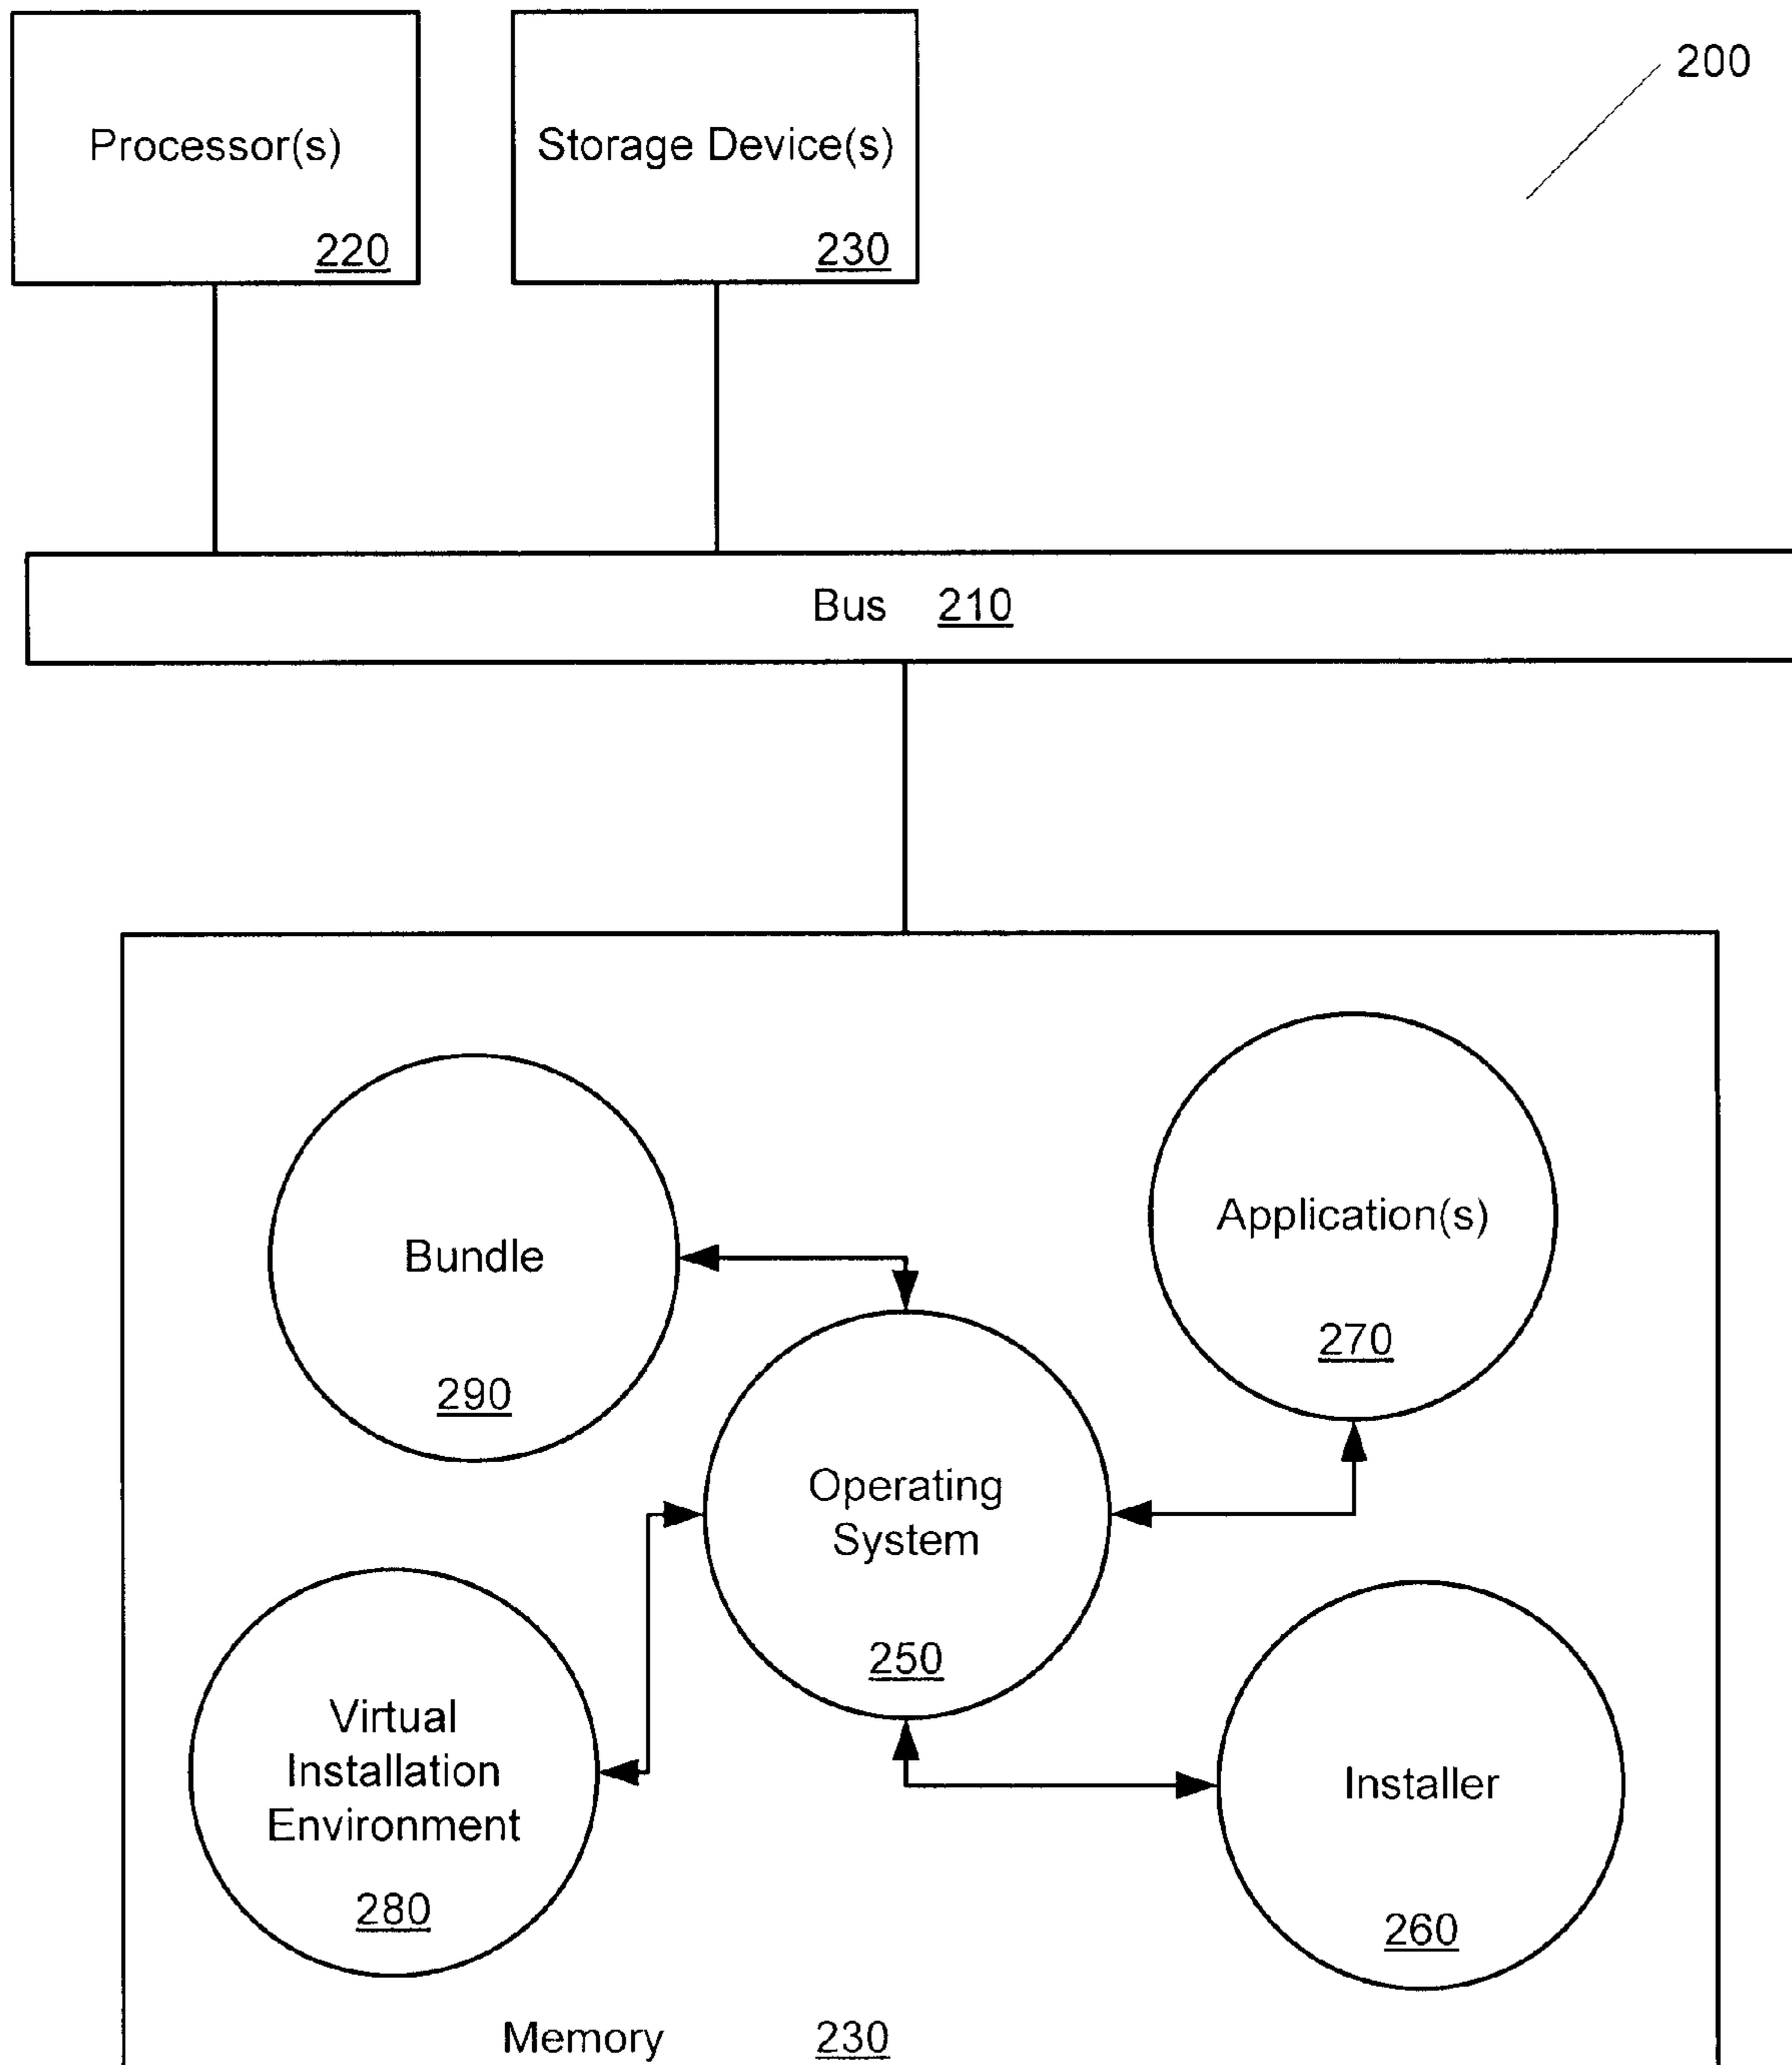 200
Processor(s)
220
Storage Device(s)
230
Bus 210
Bundle
290
Application(s)
270
Operating
System
250
Virtual
Installation
Environment
280
Installer
260
Memory 230